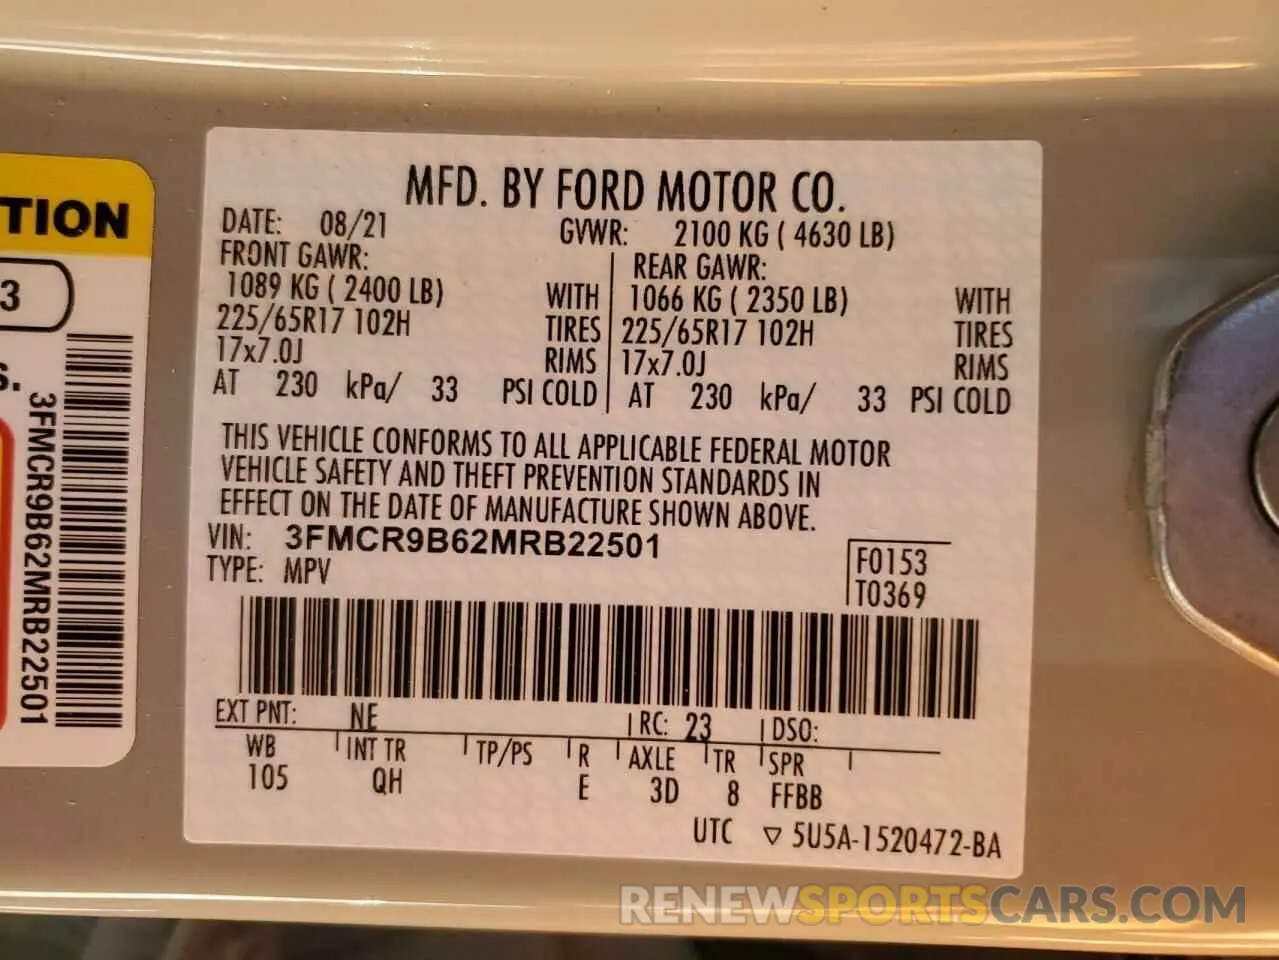 TION
3
S.
3FMCR9B62MRB22501
MFD. BY FORD MOTOR CO.
DATE: 08/21 GVWR: 2100 KG ( 4630 LB)
FRONT GAWR: REAR GAWR:
1089 KG ( 2400 LB) WITH 1066 KG ( 2350 LB) WITH
225/65R17 102H TIRES 225/65R17 102H TIRES
17x7.0J RIMS 17x7.0J RIMS
AT 230 kPa/ 33 PSI COLD AT 230 kPa/ 33 PSI COLD
THIS VEHICLE CONFORMS TO ALL APPLICABLE FEDERAL MOTOR
VEHICLE SAFETY AND THEFT PREVENTION STANDARDS IN
EFFECT ON THE DATE OF MANUFACTURE SHOWN ABOVE.
VIN: 3FMCR9B62MRB22501
TYPE: MPV
F0153
T0369
EXT PNT: NE RC: 23 DSO:
WB INT TR TP/PS R AXLE TR SPR
105 QH E 3D 8 FFBB
UTC ▽ 5U5A-1520472-BA
RENEWSPORTSCARS.COM